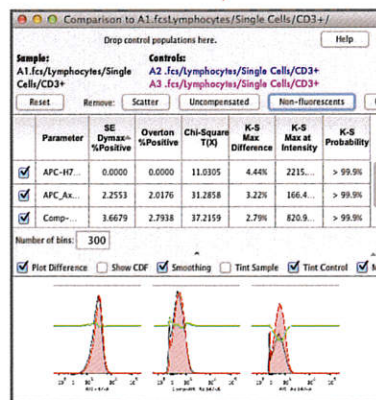 Comparison to A1.fcsLymphocytes/Single Cells/CD3+/
Drop control populations here.
Help
Sample:
A1.fcs/Lymphocytes/Single
Cells/CD3+
Controls:
A2 .fcs/Lymphocytes/Single Cells/CD3+
A3 .fcs/Lymphocytes/Single Cells/CD3+
Reset Remove: Scatter Uncompensated Non-fluorescents
Parameter SE Dymax %Positive Overton %Positive Chi-Square T(X) K-S Max Difference K-S Max at Intensity K-S Probability
APC-H7... 0.0000 0.0000 11.0305 4.44% 2215... > 99.9%
APC_Ax... 2.2553 2.0176 31.2858 3.22% 166.4... > 99.9%
Comp-... 3.6679 2.7938 37.2159 2.79% 820.9... > 99.9%
Number of bins: 300
Plot Difference Show CDF Smoothing Tint Sample Tint Control